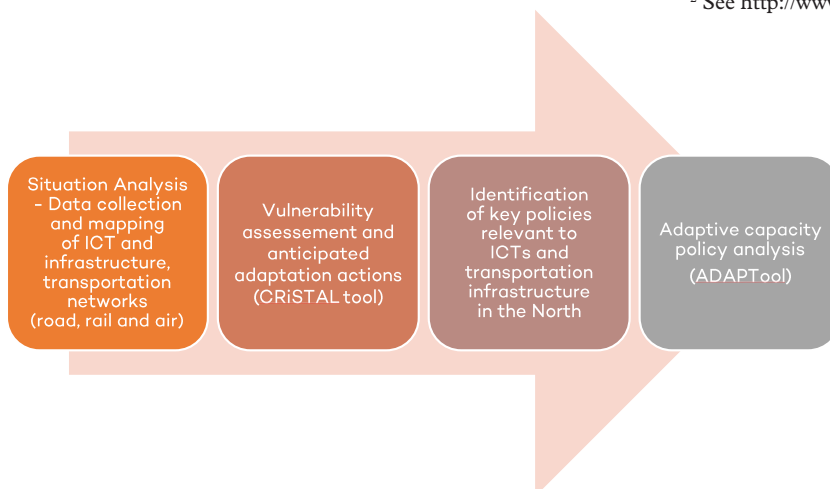 2 See http://www
Situation Analysis
- Data collection
and mapping
of ICT and
infrastructure,
transportation
networks
(road, rail and air)
Vulnerability
assessement and
anticipated
adaptation actions
(CRiSTAL tool)
Identification
of key policies
relevant to
ICTs and
transportation
infrastructure
in the North
Adaptive capacity
policy analysis
(ADAPTool)